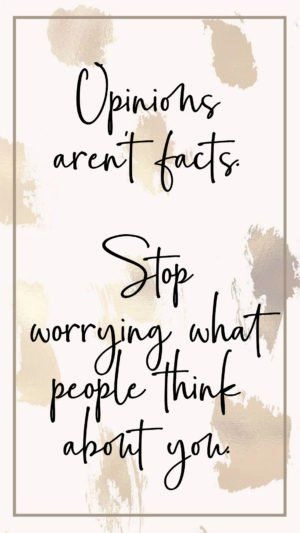 Opinions
aren't facts.
Stop
worrying what
people think
about you.